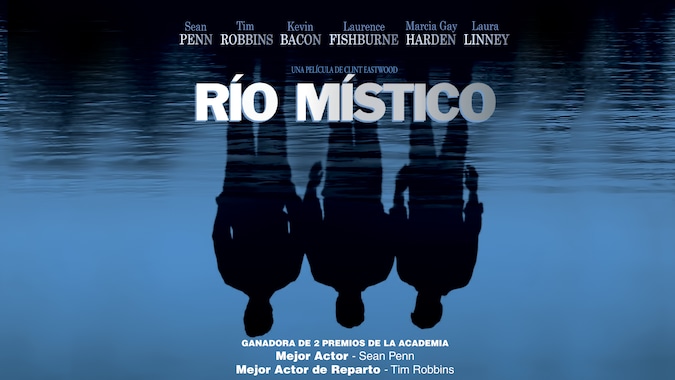 Sean Tim Kevin Laurence Marcia Gay Laura
PENN ROBBINS BACON FISHBURNE HARDEN LINNEY
UNA PELÍCULA DE CLINT EASTWOOD
RÍO MÍSTICO
GANADORA DE 2 PREMIOS DE LA ACADEMIA
Mejor Actor - Sean Penn
Mejor Actor de Reparto - Tim Robbins